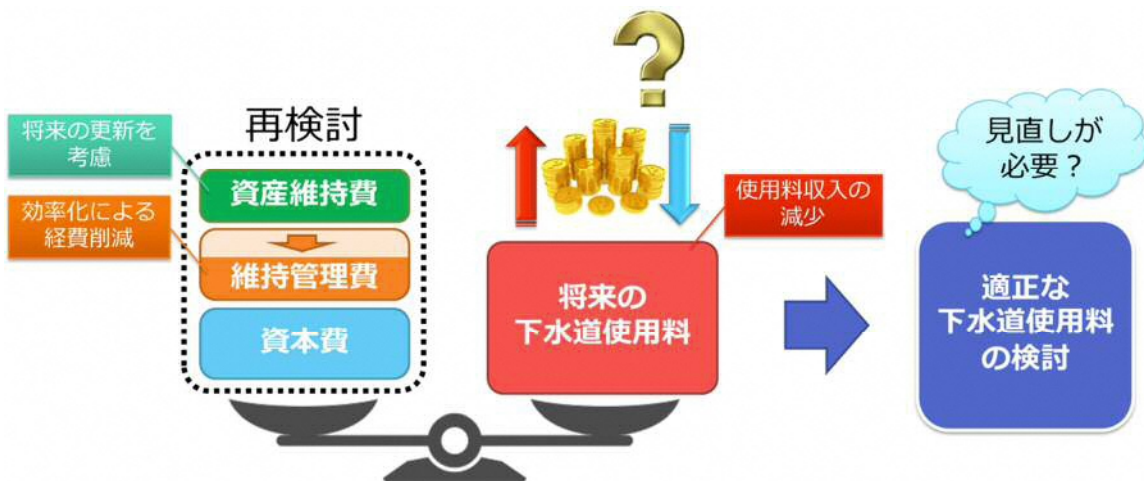 将来の更新を
考慮
効率化による
経費削減
再検討
資産維持費
維持管理費
資本費
?
将来の
下水道使用料
使用料収入の
減少
見直しが
必要？
適正な
下水道使用料
の検討